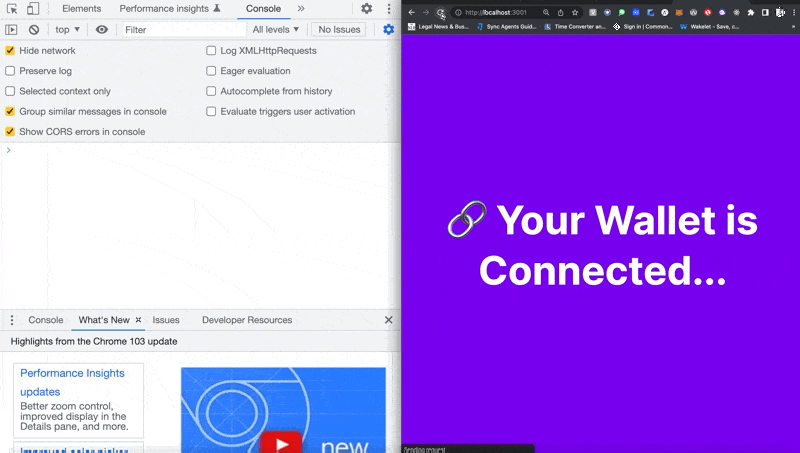 Elements Performance insights Console »
top ▾ Filter All levels ▾ No Issues
Hide network Log XMLHttpRequests
Preserve log Eager evaluation
Selected context only Autocomplete from history
Group similar messages in console Evaluate triggers user activation
Show CORS errors in console
Console What's New × Issues Developer Resources
Highlights from the Chrome 103 update
Performance Insights
updates
Better zoom control,
improved display in the
Details pane, and more.
new
http://localhost:3001
Legal News & Bus... Sync Agents Guid... Time Converter an... Sign in | Common... Wakelet - Save, c... »
Your Wallet is
Connected...
Sending request